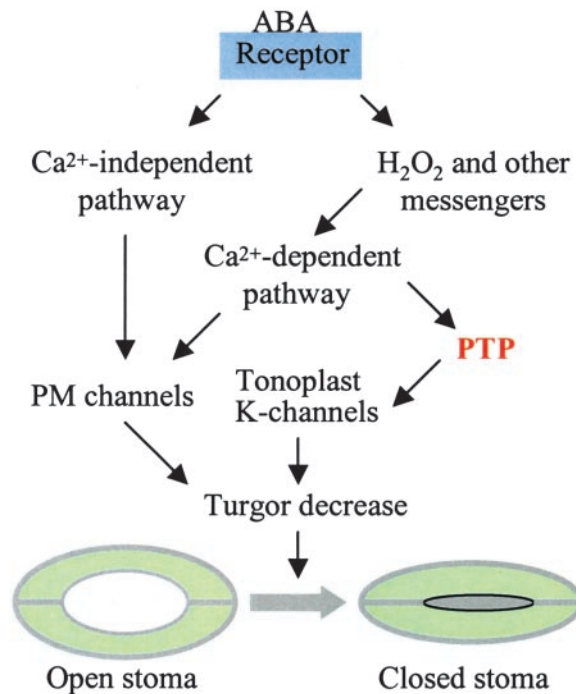 ABA
Receptor
Ca²⁺-independent
pathway
H₂O₂ and other
messengers
Ca²⁺-dependent
pathway
PTP
PM channels
Tonoplast
K-channels
Turgor decrease
Open stoma
Closed stoma